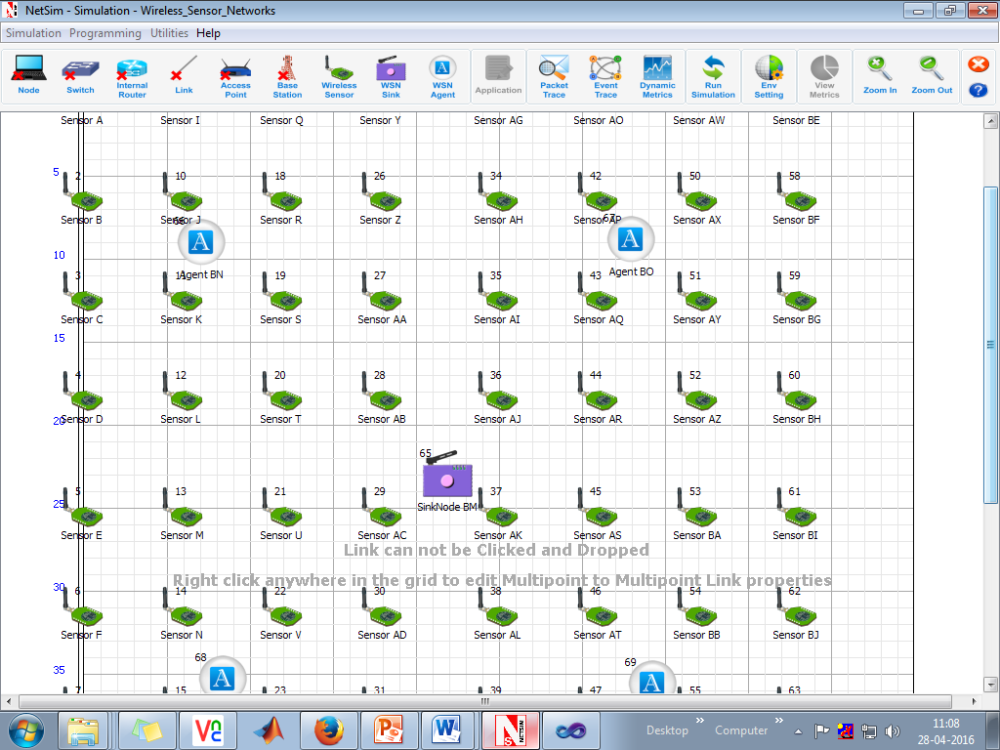 NetSim - Simulation - Wireless_Sensor_Networks
Simulation Programming Utilities Help
Node Switch Internal Router Link Access Point Base Station Wireless Sensor WSN Sink WSN Agent Application Packet Trace Event Trace Dynamic Metrics Run Simulation Env Setting View Metrics Zoom In Zoom Out
Sensor A Sensor I Sensor Q Sensor Y Sensor AG Sensor AO Sensor AW Sensor BE
5 2 10 18 26 34 42 50 58
Sensor B Sensor J Sensor R Sensor Z Sensor AH Sensor AP Sensor AX Sensor BF
66 67
A A
10
Agent BN Agent BO
3 11 19 27 35 43 51 59
Sensor C Sensor K Sensor S Sensor AA Sensor AI Sensor AQ Sensor AY Sensor BG
15
4 12 20 28 36 44 52 60
Sensor D Sensor L Sensor T Sensor AB Sensor AJ Sensor AR Sensor AZ Sensor BH
20
65
5 13 21 29 37 45 53 61
25
SinkNode BM
Sensor E Sensor M Sensor U Sensor AC Sensor AK Sensor AS Sensor BA Sensor BI
Link can not be Clicked and Dropped
Right click anywhere in the grid to edit Multipoint to Multipoint Link properties
30 6 14 22 30 38 46 54 62
Sensor F Sensor N Sensor V Sensor AD Sensor AL Sensor AT Sensor BB Sensor BJ
68 69
35
A A
7 15 23 31 39 47 55 63
Desktop » Computer »
11:08
28-04-2016